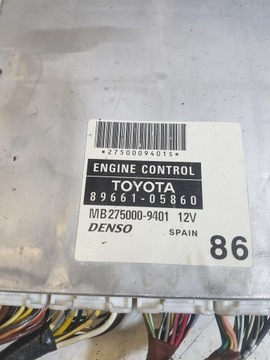 *27500094015*
ENGINE CONTROL
TOYOTA
89661-05860
MB275000-9401 12V
DENSO SPAIN 86